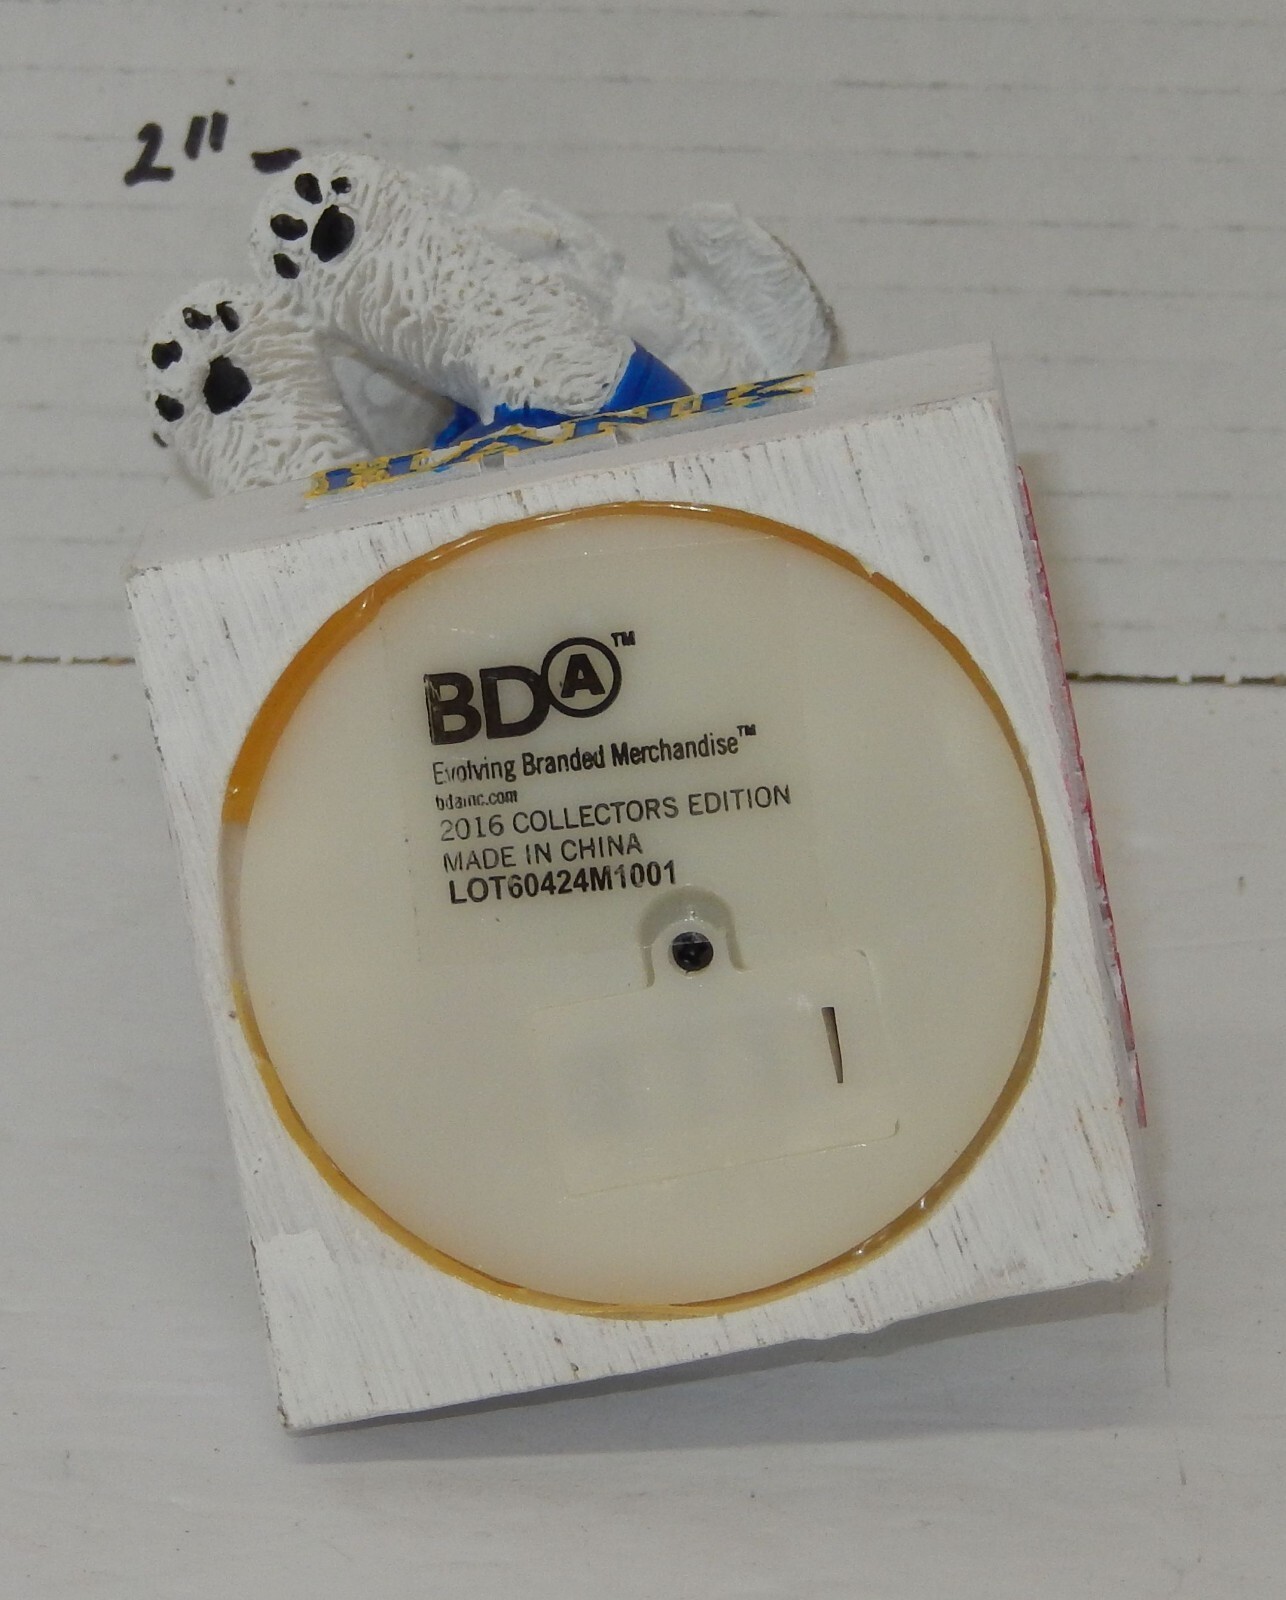 2"-
BDA™
Evolving Branded Merchandise™
bdainc.com
2016 COLLECTORS EDITION
MADE IN CHINA
LOT60424M1001